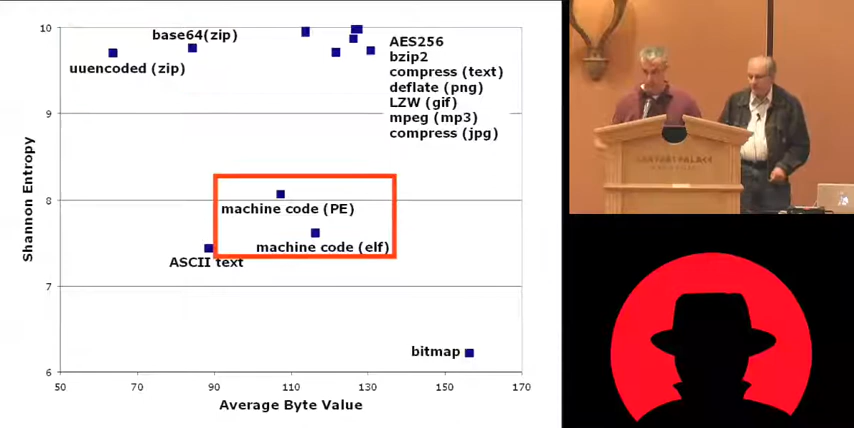 10
base64(zip)
uuencoded (zip)
AES256
bzip2
compress (text)
deflate (png)
LZW (gif)
mpeg (mp3)
compress (jpg)
9
Shannon Entropy
8
machine code (PE)
machine code (elf)
ASCII text
7
bitmap
6
50 70 90 110 130 150 170
Average Byte Value